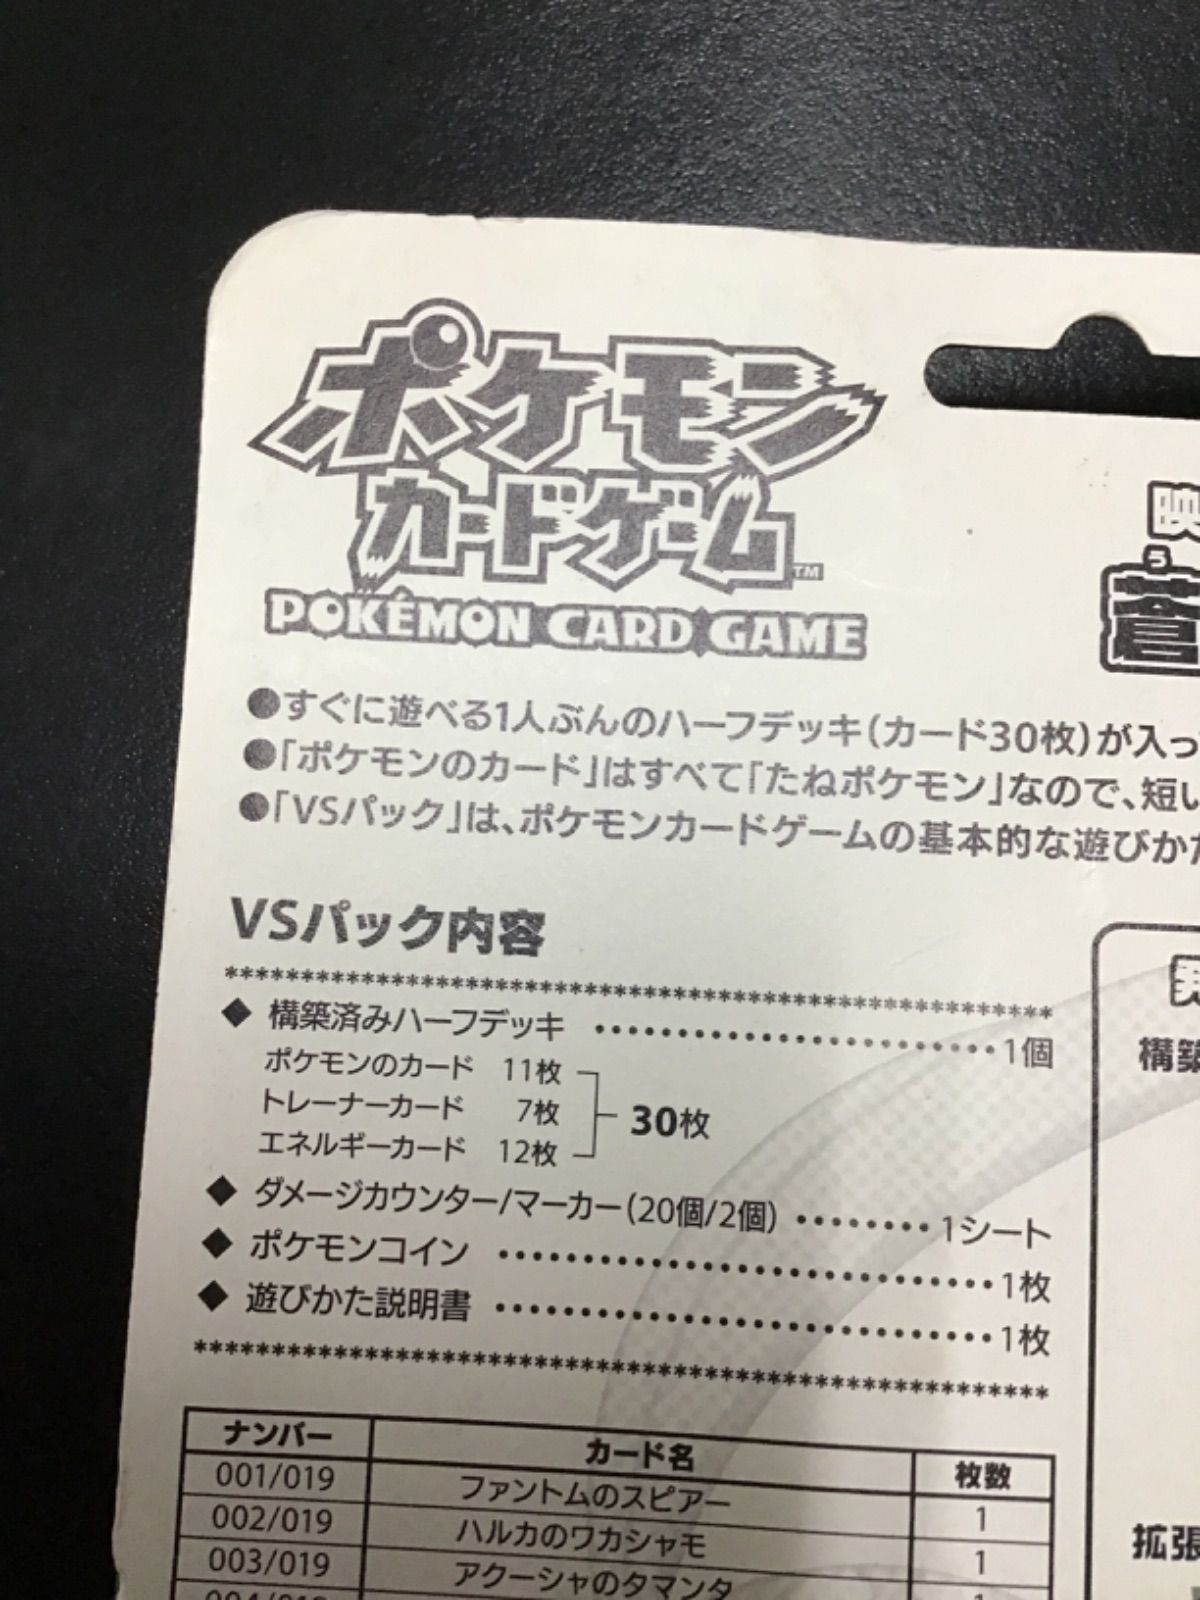 ポケモン
カードゲーム™
POKÉMON CARD GAME
映
う
蒼
●すぐに遊べる1人ぶんのハーフデッキ(カード30枚)が入っ
●「ポケモンのカード」はすべて「たねポケモン」なので、短い
●「VSパック」は、ポケモンカードゲームの基本的な遊びかた
VSパック内容
◆ 構築済みハーフデッキ ・・・・・・・・・・ 1個
ポケモンのカード 11枚
トレーナーカード 7枚
30枚
エネルギーカード 12枚
◆ ダメージカウンター/マーカー(20個/2個) ・・・・・・・・ 1シート
◆ ポケモンコイン ・・・・・・・・・・ 1枚
◆ 遊びかた説明書 ・・・・・・・・・・ 1枚
ナンバー カード名 枚数
001/019 ファントムのスピアー 1
002/019 ハルカのワカシャモ 1
003/019 アクーシャのタマンタ 1
構築
拡張